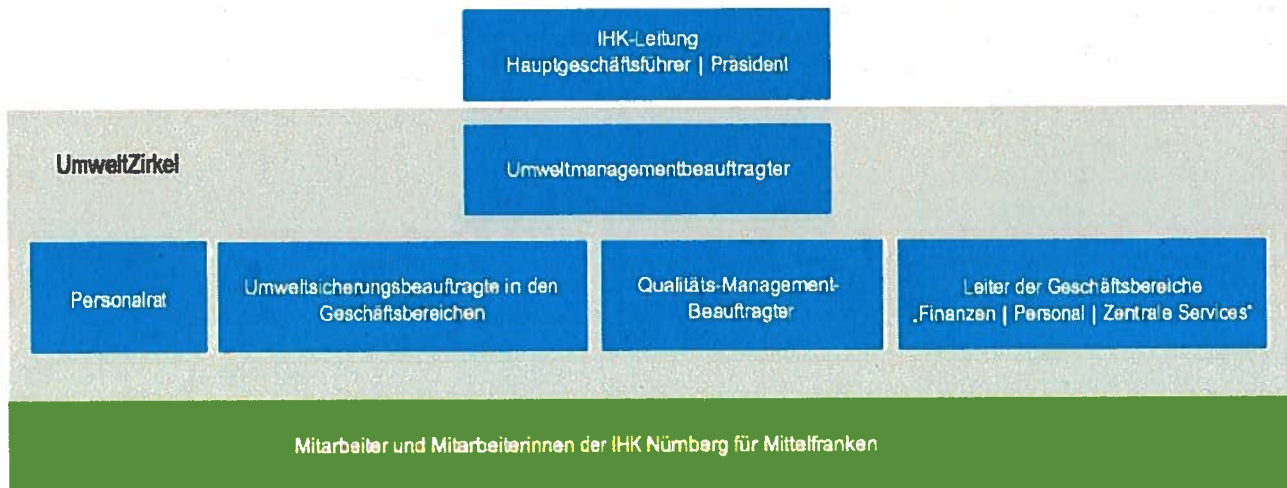 IHK-Leitung
Hauptgeschäftsführer | Präsident
UmweltZirkel
Umweltmanagementbeauftragter
Personalrat
Umweltsicherungsbeauftragte in den
Geschäftsbereichen
Qualitäts-Management-
Beauftragter
Leiter der Geschäftsbereiche
„Finanzen | Personal | Zentrale Services“
Mitarbeiter und Mitarbeiterinnen der IHK Nürnberg für Mittelfranken